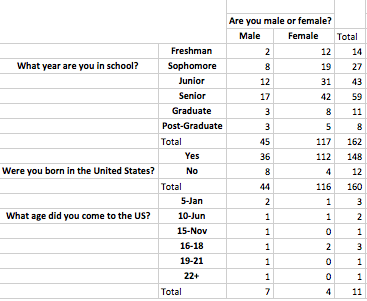 Are you male or female?
Male Female Total
Freshman 2 12 14
What year are you in school? Sophomore 8 19 27
Junior 12 31 43
Senior 17 42 59
Graduate 3 8 11
Post-Graduate 3 5 8
Total 45 117 162
Yes 36 112 148
Were you born in the United States? No 8 4 12
Total 44 116 160
5-Jan 2 1 3
What age did you come to the US? 10-Jun 1 1 2
15-Nov 1 0 1
16-18 1 2 3
19-21 1 0 1
22+ 1 0 1
Total 7 4 11